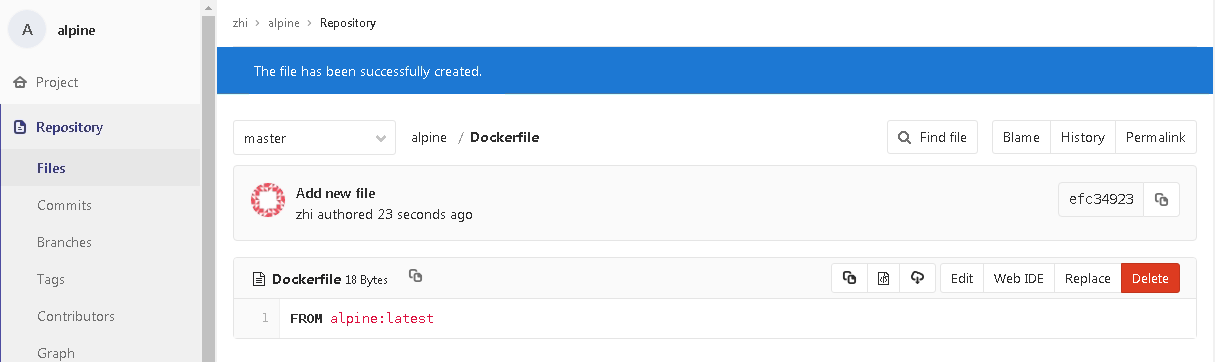 A alpine
Project
Repository
Files
Commits
Branches
Tags
Contributors
Graph
zhi › alpine › Repository
The file has been successfully created.
master alpine / Dockerfile Find file Blame History Permalink
Add new file
zhi authored 23 seconds ago
efc34923
Dockerfile 18 Bytes Edit Web IDE Replace Delete
1 FROM alpine:latest